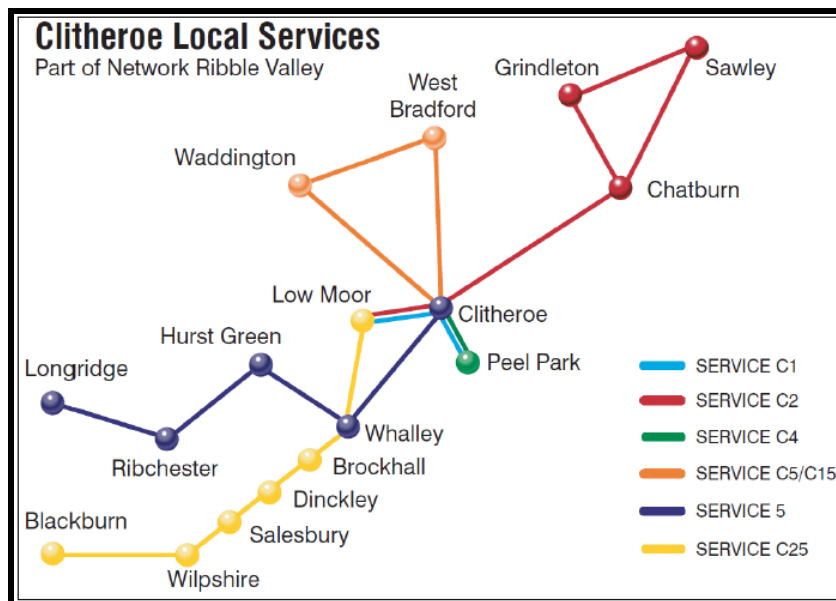 Clitheroe Local Services
Part of Network Ribble Valley
Grindleton
Sawley
West
Bradford
Waddington
Chatburn
Low Moor
Clitheroe
Hurst Green
Peel Park
Longridge
Whalley
Ribchester
Brockhall
Dinckley
Blackburn
Salesbury
Wilpshire
SERVICE C1
SERVICE C2
SERVICE C4
SERVICE C5/C15
SERVICE 5
SERVICE C25